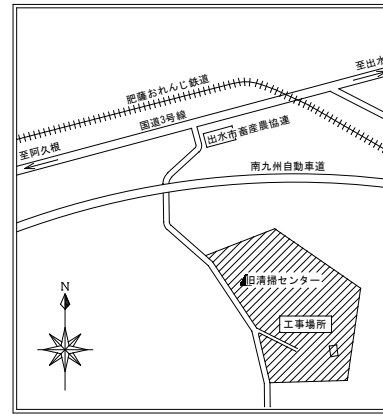 至出水
肥薩おれんじ鉄道
国道3号線
出水市畜産農協連
至阿久根
南九州自動車道
旧清掃センター
工事場所
N